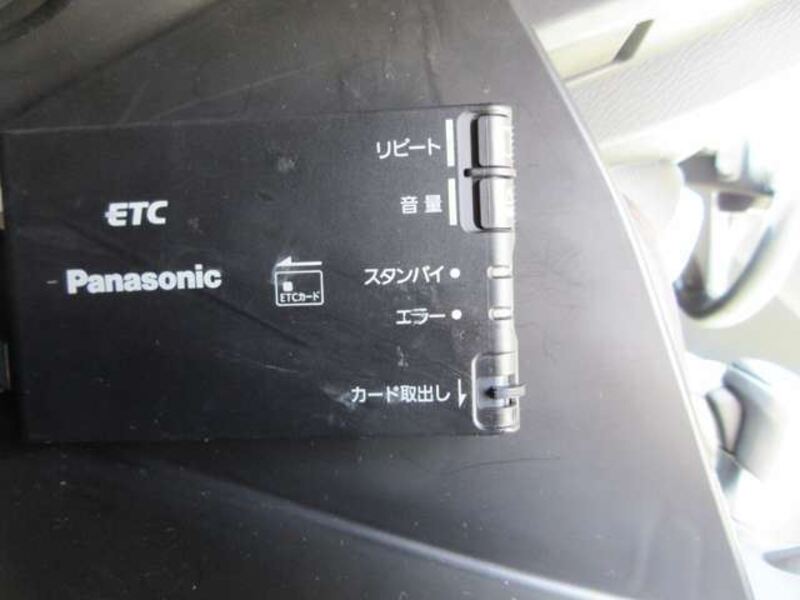 リピート
音量
ETC
Panasonic
ETCカード
スタンバイ
エラー
カード取出し